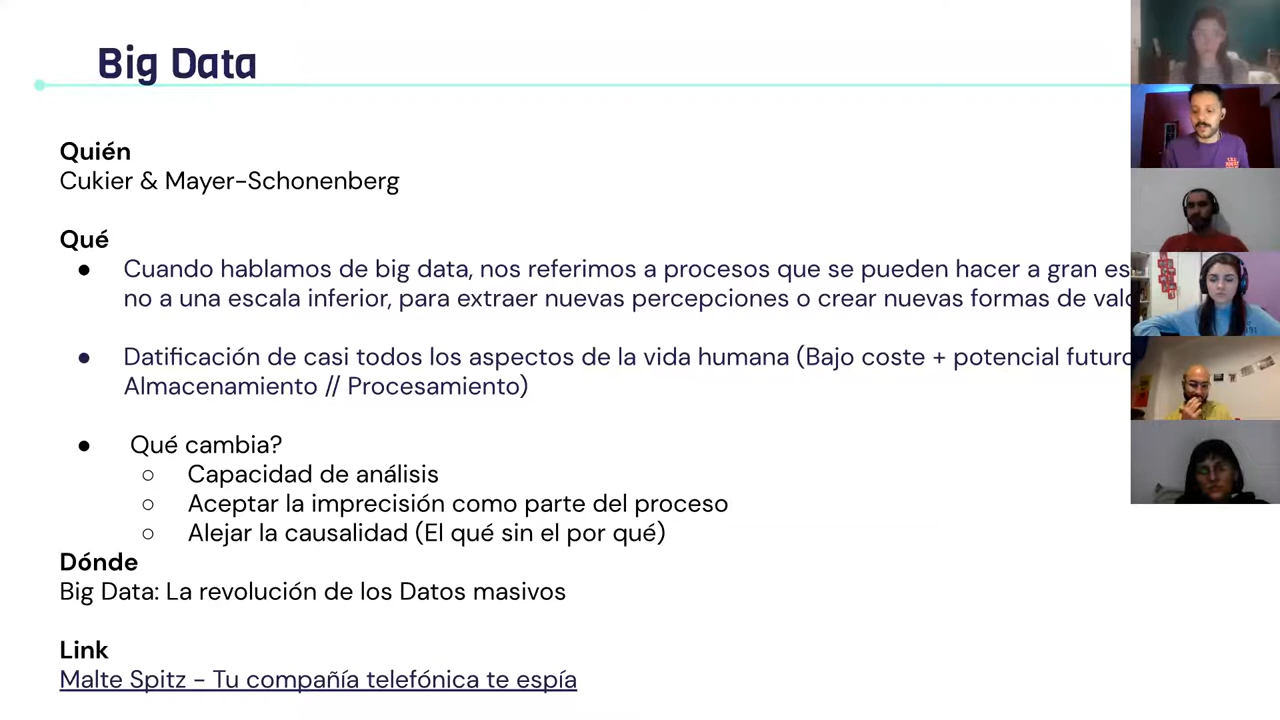 Big Data
Quién
Cukier & Mayer-Schonenberg
Qué
● Cuando hablamos de big data, nos referimos a procesos que se pueden hacer a gran
no a una escala inferior, para extraer nuevas percepciones o crear nuevas formas de
● Datificación de casi todos los aspectos de la vida humana (Bajo coste + potencial futuro
Almacenamiento // Procesamiento)
● Qué cambia?
○ Capacidad de análisis
○ Aceptar la imprecisión como parte del proceso
○ Alejar la causalidad (El qué sin el por qué)
Dónde
Big Data: La revolución de los Datos masivos
Link
Malte Spitz - Tu compañía telefónica te espía